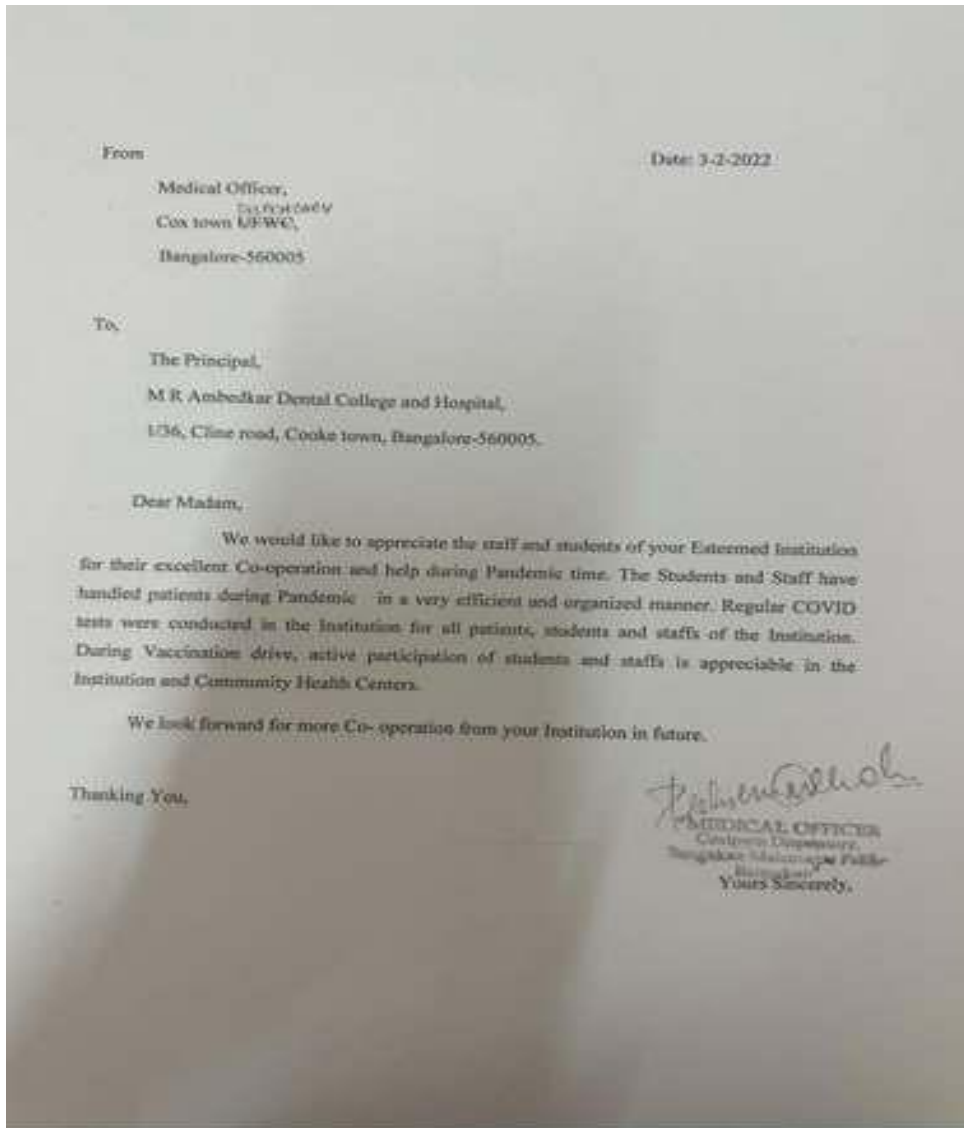 From
Date: 3-2-2022
Medical Officer,
DISPENSARY
Cox town UFWC,
Bangalore-560005
To,
The Principal,
M R Ambedkar Dental College and Hospital,
1/36, Cline road, Cooke town, Bangalore-560005.
Dear Madam,
We would like to appreciate the staff and students of your Esteemed Institution
for their excellent Co-operation and help during Pandemic time. The Students and Staff have
handled patients during Pandemic in a very efficient and organized manner. Regular COVID
tests were conducted in the Institution for all patients, students and staffs of the Institution.
During Vaccination drive, active participation of students and staffs is appreciable in the
Institution and Community Health Centers.
We look forward for more Co- operation from your Institution in future.
Thanking You,
MEDICAL OFFICER
Dispensary,
Yours Sincerely,